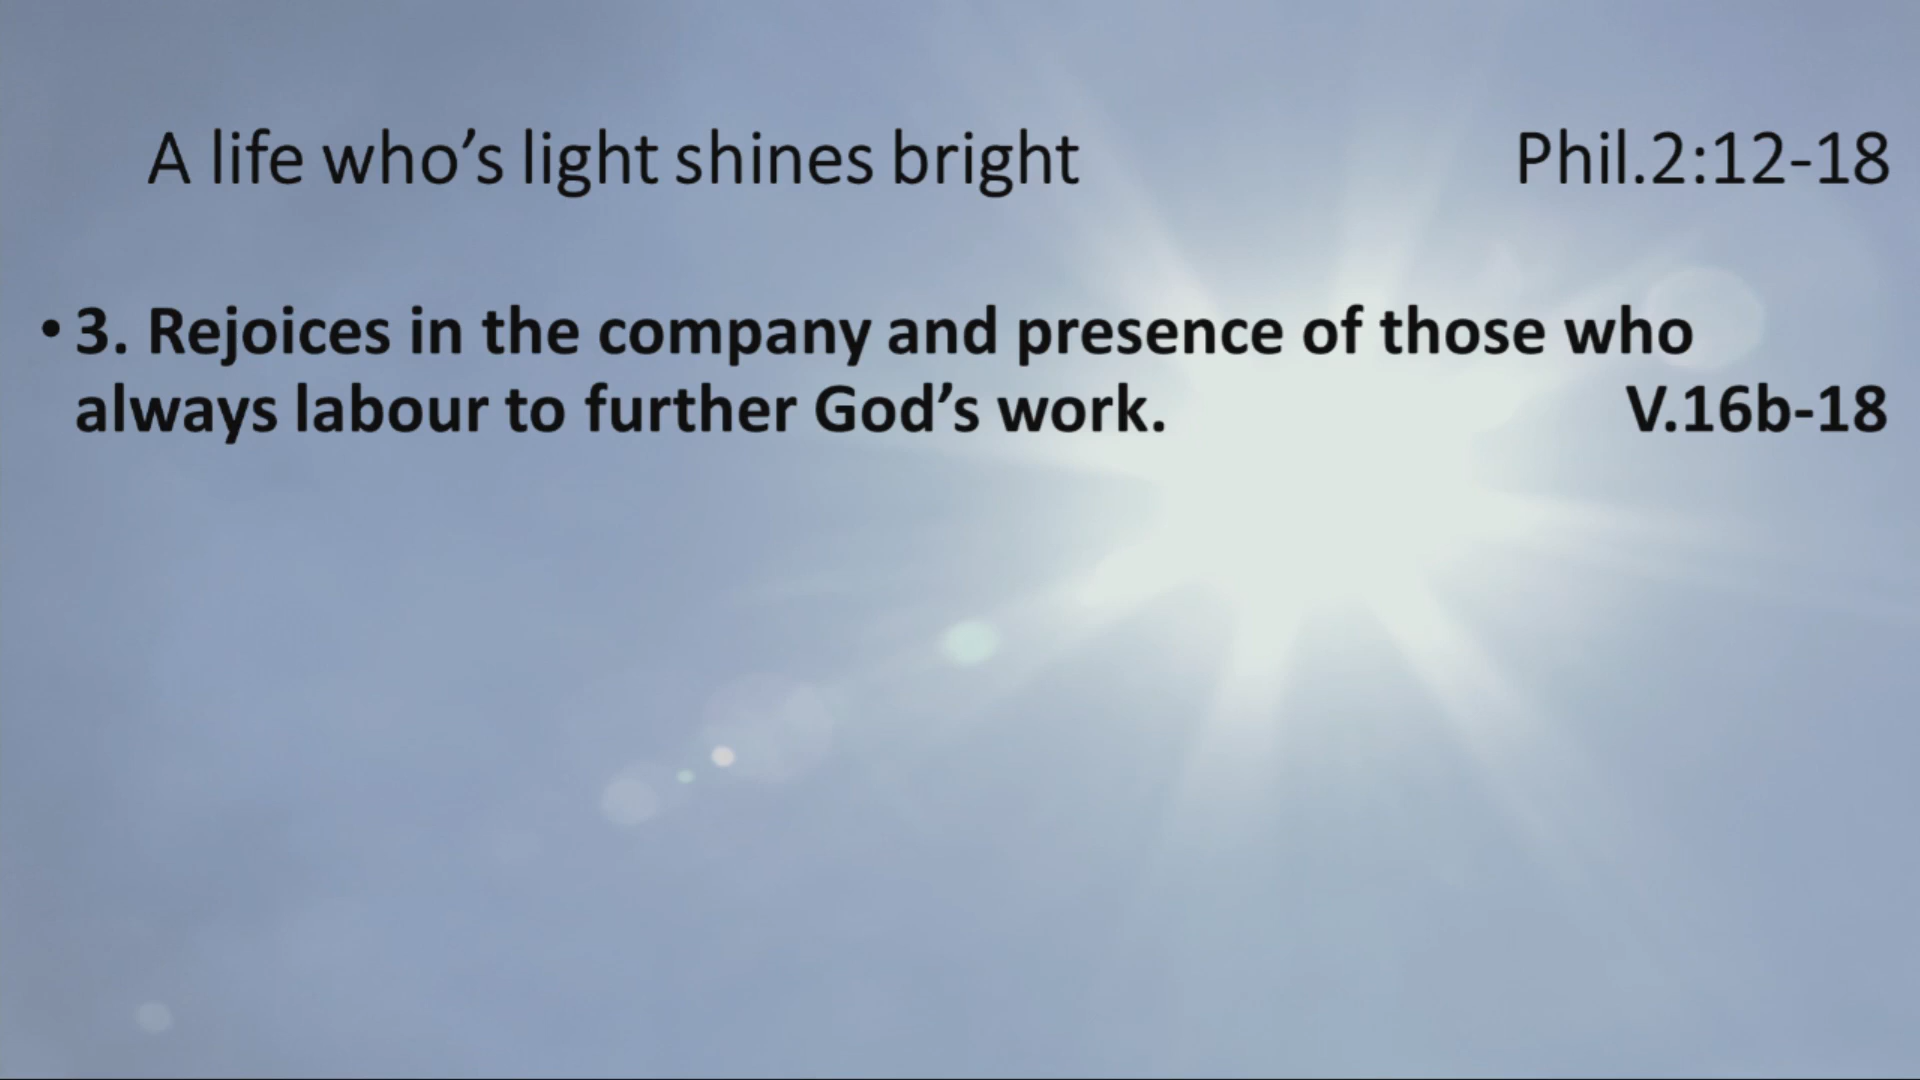 A life who’s light shines bright Phil.2:12-18
• 3. Rejoices in the company and presence of those who
always labour to further God’s work. V.16b-18